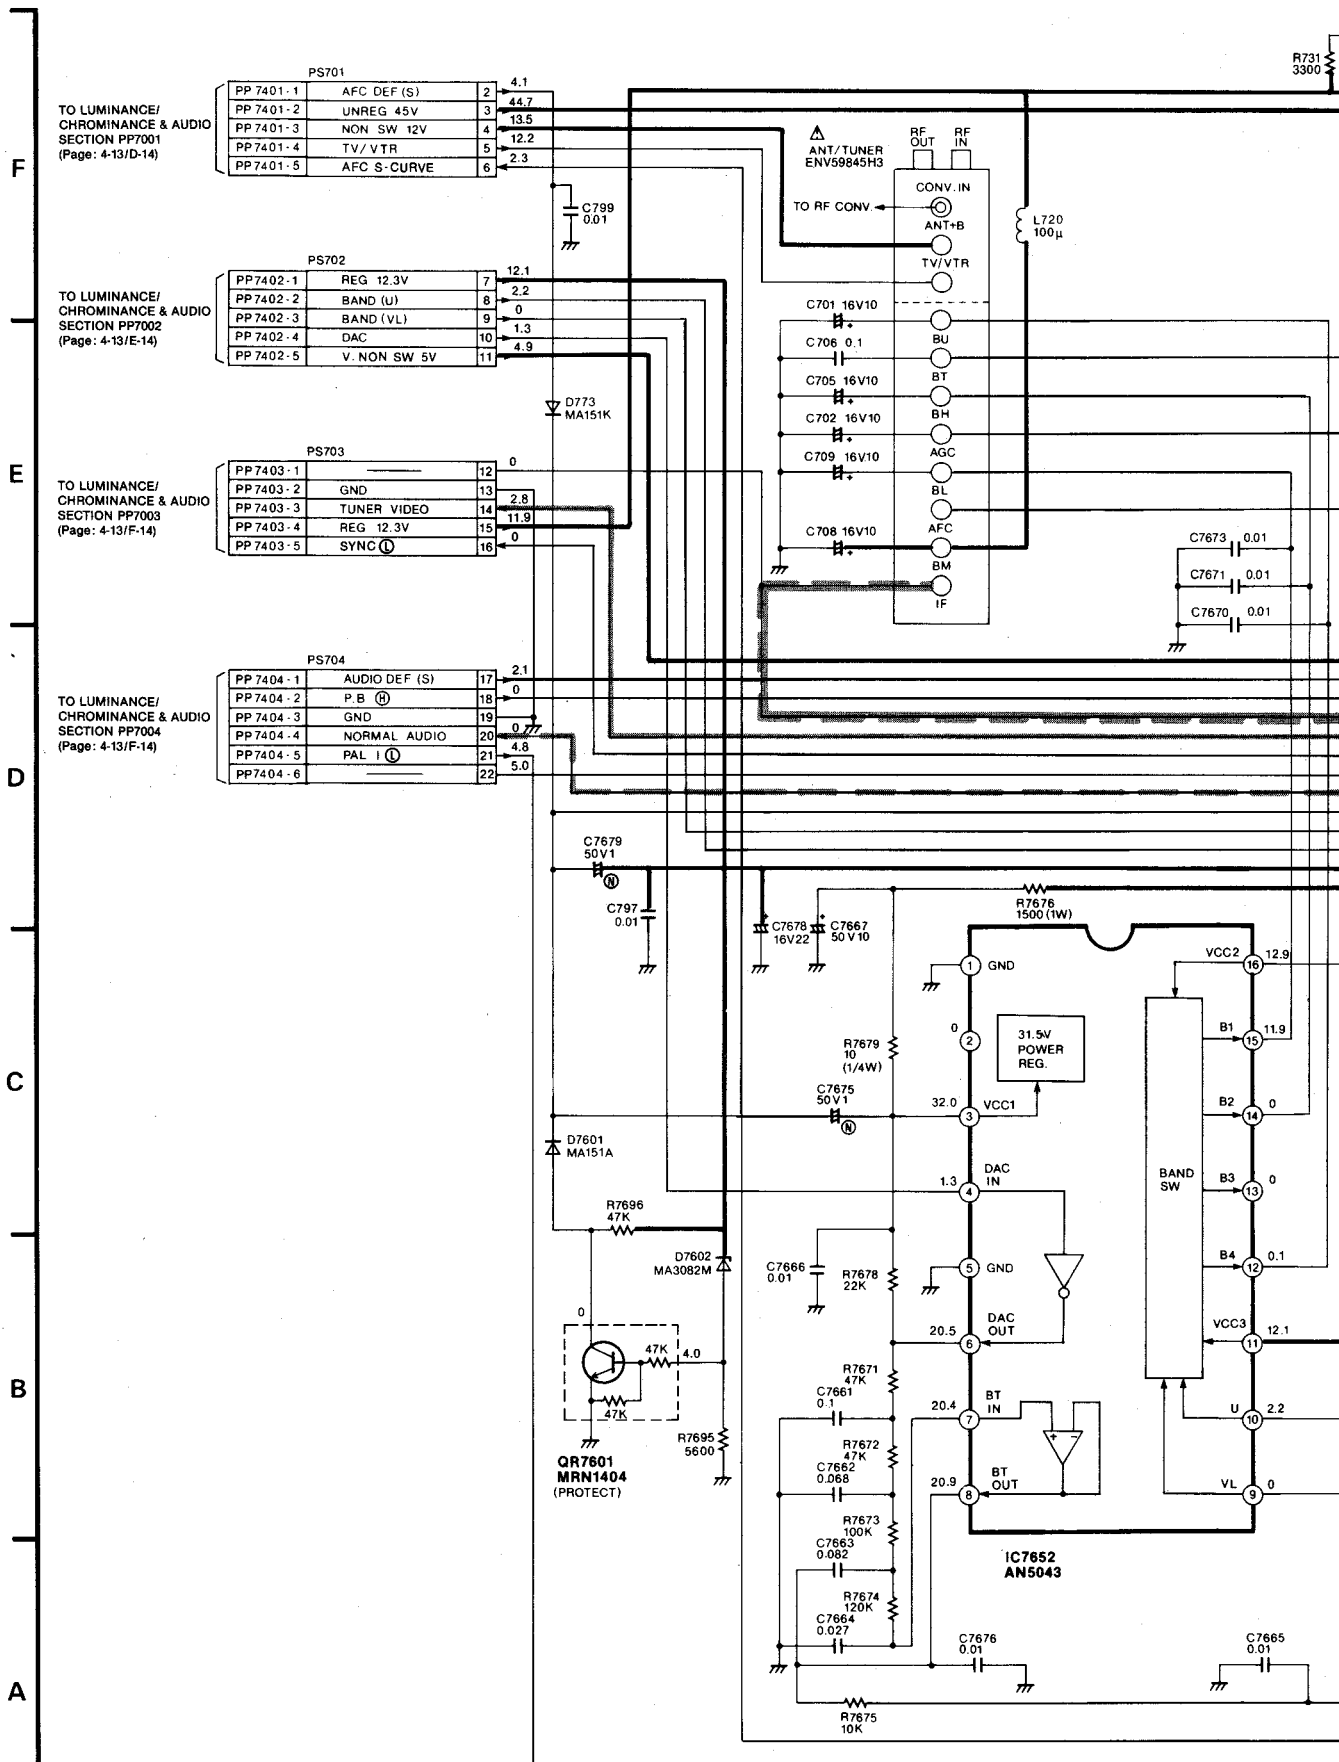 R731
3300
PS701
TO LUMINANCE/
CHROMINANCE & AUDIO
SECTION PP7001
(Page: 4-13/D-14)
PP7401-1 AFC DEF (S) 2 4.1
PP7401-2 UNREG 45V 3 44.7
PP7401-3 NON SW 12V 4 13.5
PP7401-4 TV/VTR 5 12.2
PP7401-5 AFC S-CURVE 6 2.3
F
C799
0.01
ANT/TUNER
ENV59845H3
RF
OUT
RF
IN
CONV. IN
TO RF CONV.
ANT+B
TV/VTR
L720
100μ
PS702
TO LUMINANCE/
CHROMINANCE & AUDIO
SECTION PP7002
(Page: 4-13/E-14)
PP7402-1 REG 12.3V 7 12.1
PP7402-2 BAND (U) 8 2.2
PP7402-3 BAND (VL) 9 0
PP7402-4 DAC 10 1.3
PP7402-5 V. NON SW 5V 11 4.9
C701 16V10
BU
C706 0.1
BT
C705 16V10
BH
C702 16V10
AGC
C709 16V10
BL
AFC
C708 16V10
BM
IF
D773
MA151K
E
PS703
TO LUMINANCE/
CHROMINANCE & AUDIO
SECTION PP7003
(Page: 4-13/F-14)
PP7403-1 12 0
PP7403-2 GND 13
PP7403-3 TUNER VIDEO 14 2.8
PP7403-4 REG 12.3V 15 11.9
PP7403-5 SYNC Ⓛ 16 0
C7673 0.01
C7671 0.01
C7670 0.01
PS704
TO LUMINANCE/
CHROMINANCE & AUDIO
SECTION PP7004
(Page: 4-13/F-14)
PP7404-1 AUDIO DEF (S) 17 2.1
PP7404-2 P.B Ⓗ 18 0
PP7404-3 GND 19
PP7404-4 NORMAL AUDIO 20 0
PP7404-5 PAL I Ⓛ 21 4.8
PP7404-6 22 5.0
D
C7679
50V1
Ⓝ
C797
0.01
C7678
16V22
C7667
50V10
R7676
1500 (1W)
R7679
10
(1/4W)
C7675
50V1
Ⓝ
C
D7601
MA151A
R7696
47K
D7602
MA3082M
C7666
0.01
R7678
22K
0
47K
4.0
47K
QR7601
MRN1404
(PROTECT)
R7695
5600
B
1 GND
0 2
31.5V
POWER
REG.
32.0 3 VCC1
1.3 4 DAC
IN
5 GND
20.5 6 DAC
OUT
20.4 7 BT
IN
20.9 8 BT
OUT
+ -
BAND
SW
VCC2 16 12.9
B1 15 11.9
B2 14 0
B3 13 0
B4 12 0.1
VCC3 11 12.1
U 10 2.2
VL 9 0
IC7652
AN5043
R7671
47K
C7661
0.1
R7672
47K
C7662
0.068
R7673
100K
C7663
0.082
R7674
120K
C7664
0.027
C7676
0.01
C7665
0.01
A
R7675
10K